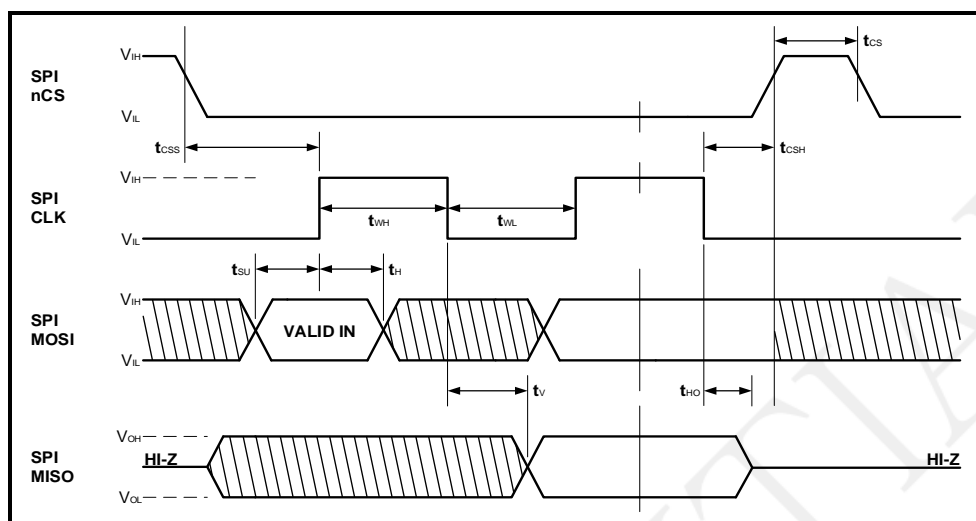 VIH
tCS
SPI
nCS
VIL
tCSS
tCSH
VIH
SPI
CLK
tWH
tWL
VIL
tSU
tH
VIH
SPI
MOSI
VALID IN
VIL
tV
tHO
VOH
SPI
MISO
HI-Z
HI-Z
VOL